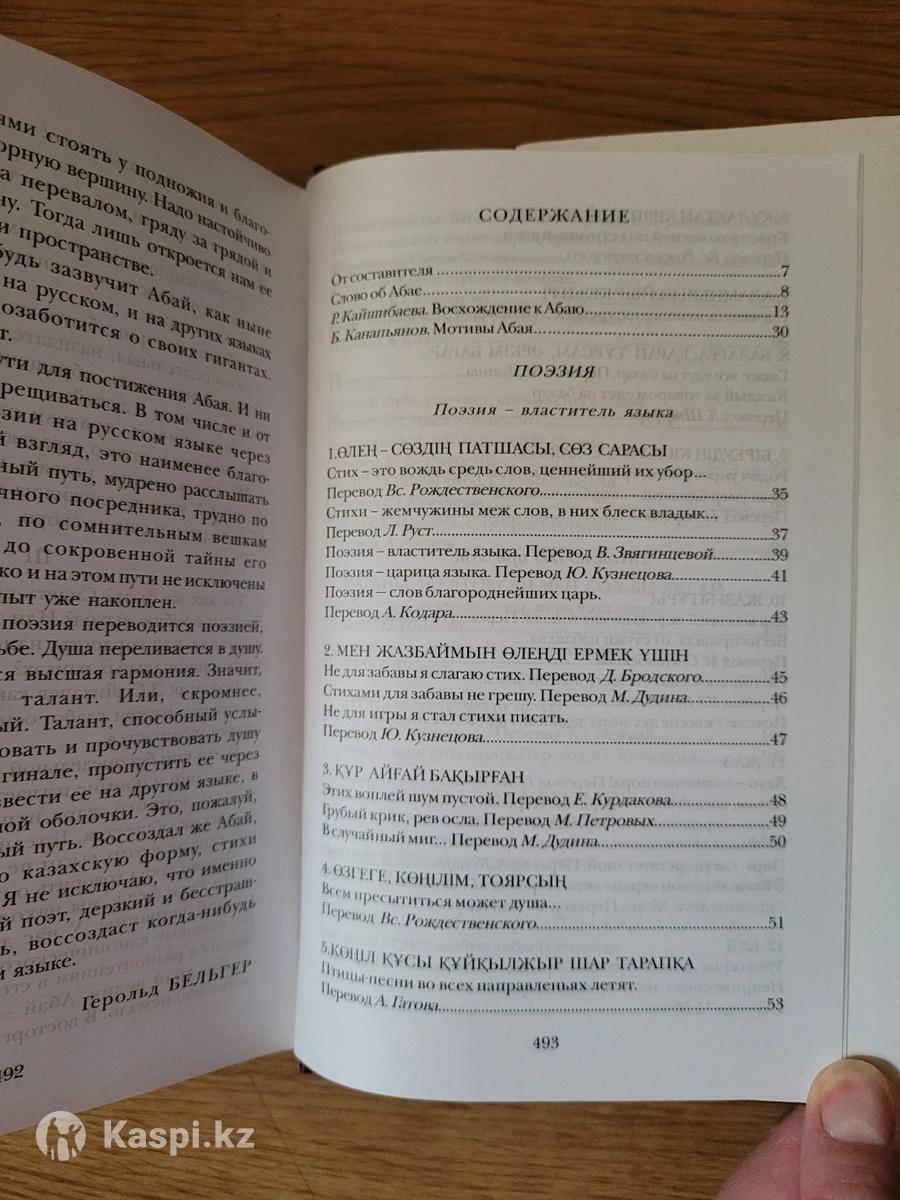 ями стоять у подножия и благо-
орную вершину. Надо настойчиво
а перевалом, гряду за грядой и
ну. Тогда лишь откроется нам ее
и пространстве.
будь зазвучит Абай, как ныне
на русском, и на других языках
озаботится о своих гигантах.
т.
ути для постижения Абая. И ни
рещиваться. В том числе и от
зии на русском языке через
й взгляд, это наименее благо-
ный путь, мудрено расслышать
чного посредника, трудно по
, по сомнительным вешкам
до сокровенной тайны его
ко и на этом пути не исключены
пыт уже накоплен.
поэзия переводится поэзией,
ьбе. Душа переливается в душу.
ся высшая гармония. Значит,
талант. Или, скромнее,
ый. Талант, способный услы-
овать и прочувствовать душу
игинале, пропустить ее через
звести ее на другом языке, в
ной оболочки. Это, пожалуй,
ный путь. Воссоздал же Абай,
ю казахскую форму, стихи
Я не исключаю, что именно
й поэт, дерзкий и бесстраш-
ь, воссоздаст когда-нибудь
м языке.
Герольд БЕЛЬГЕР
492
СОДЕРЖАНИЕ
От составителя 7
Слово об Абае 8
Р. Кайшибаева. Восхождение к Абаю 13
Б. Канапьянов. Мотивы Абая 30
ПОЭЗИЯ
Поэзия – властитель языка
1.ӨЛЕҢ – СӨЗДІҢ ПАТШАСЫ, СӨЗ САРАСЫ
Стих – это вождь средь слов, ценнейший их убор...
Перевод Вс. Рождественского 35
Стихи – жемчужины меж слов, в них блеск владык...
Перевод Л. Руст 37
Поэзия – властитель языка. Перевод В. Звягинцевой 39
Поэзия – царица языка. Перевод Ю. Кузнецова 41
Поэзия — слов благороднейших царь.
Перевод А. Кодара 43
2. МЕН ЖАЗБАЙМЫН ӨЛЕҢДІ ЕРМЕК ҮШІН
Не для забавы я слагаю стих. Перевод Д. Бродского 45
Стихами для забавы не грешу. Перевод М. Дудина 46
Не для игры я стал стихи писать.
Перевод Ю. Кузнецова 47
3. ҚҰР АЙҒАЙ БАҚЫРҒАН
Этих воплей шум пустой. Перевод Е. Курдакова 48
Грубый крик, рев осла. Перевод М. Петровых 49
В случайный миг... Перевод М. Дудина 50
4. ӨЗГЕГЕ, КӨҢІЛІМ, ТОЯРСЫҢ
Всем пресытиться может душа...
Перевод Вс. Рождественского 51
5.КӨҢІЛ ҚҰСЫ ҚҰЙҚЫЛЖЫР ШАР ТАРАПҚА
Птицы-песни во всех направленьях летят.
Перевод А. Гатова 53
493
Kaspi.kz